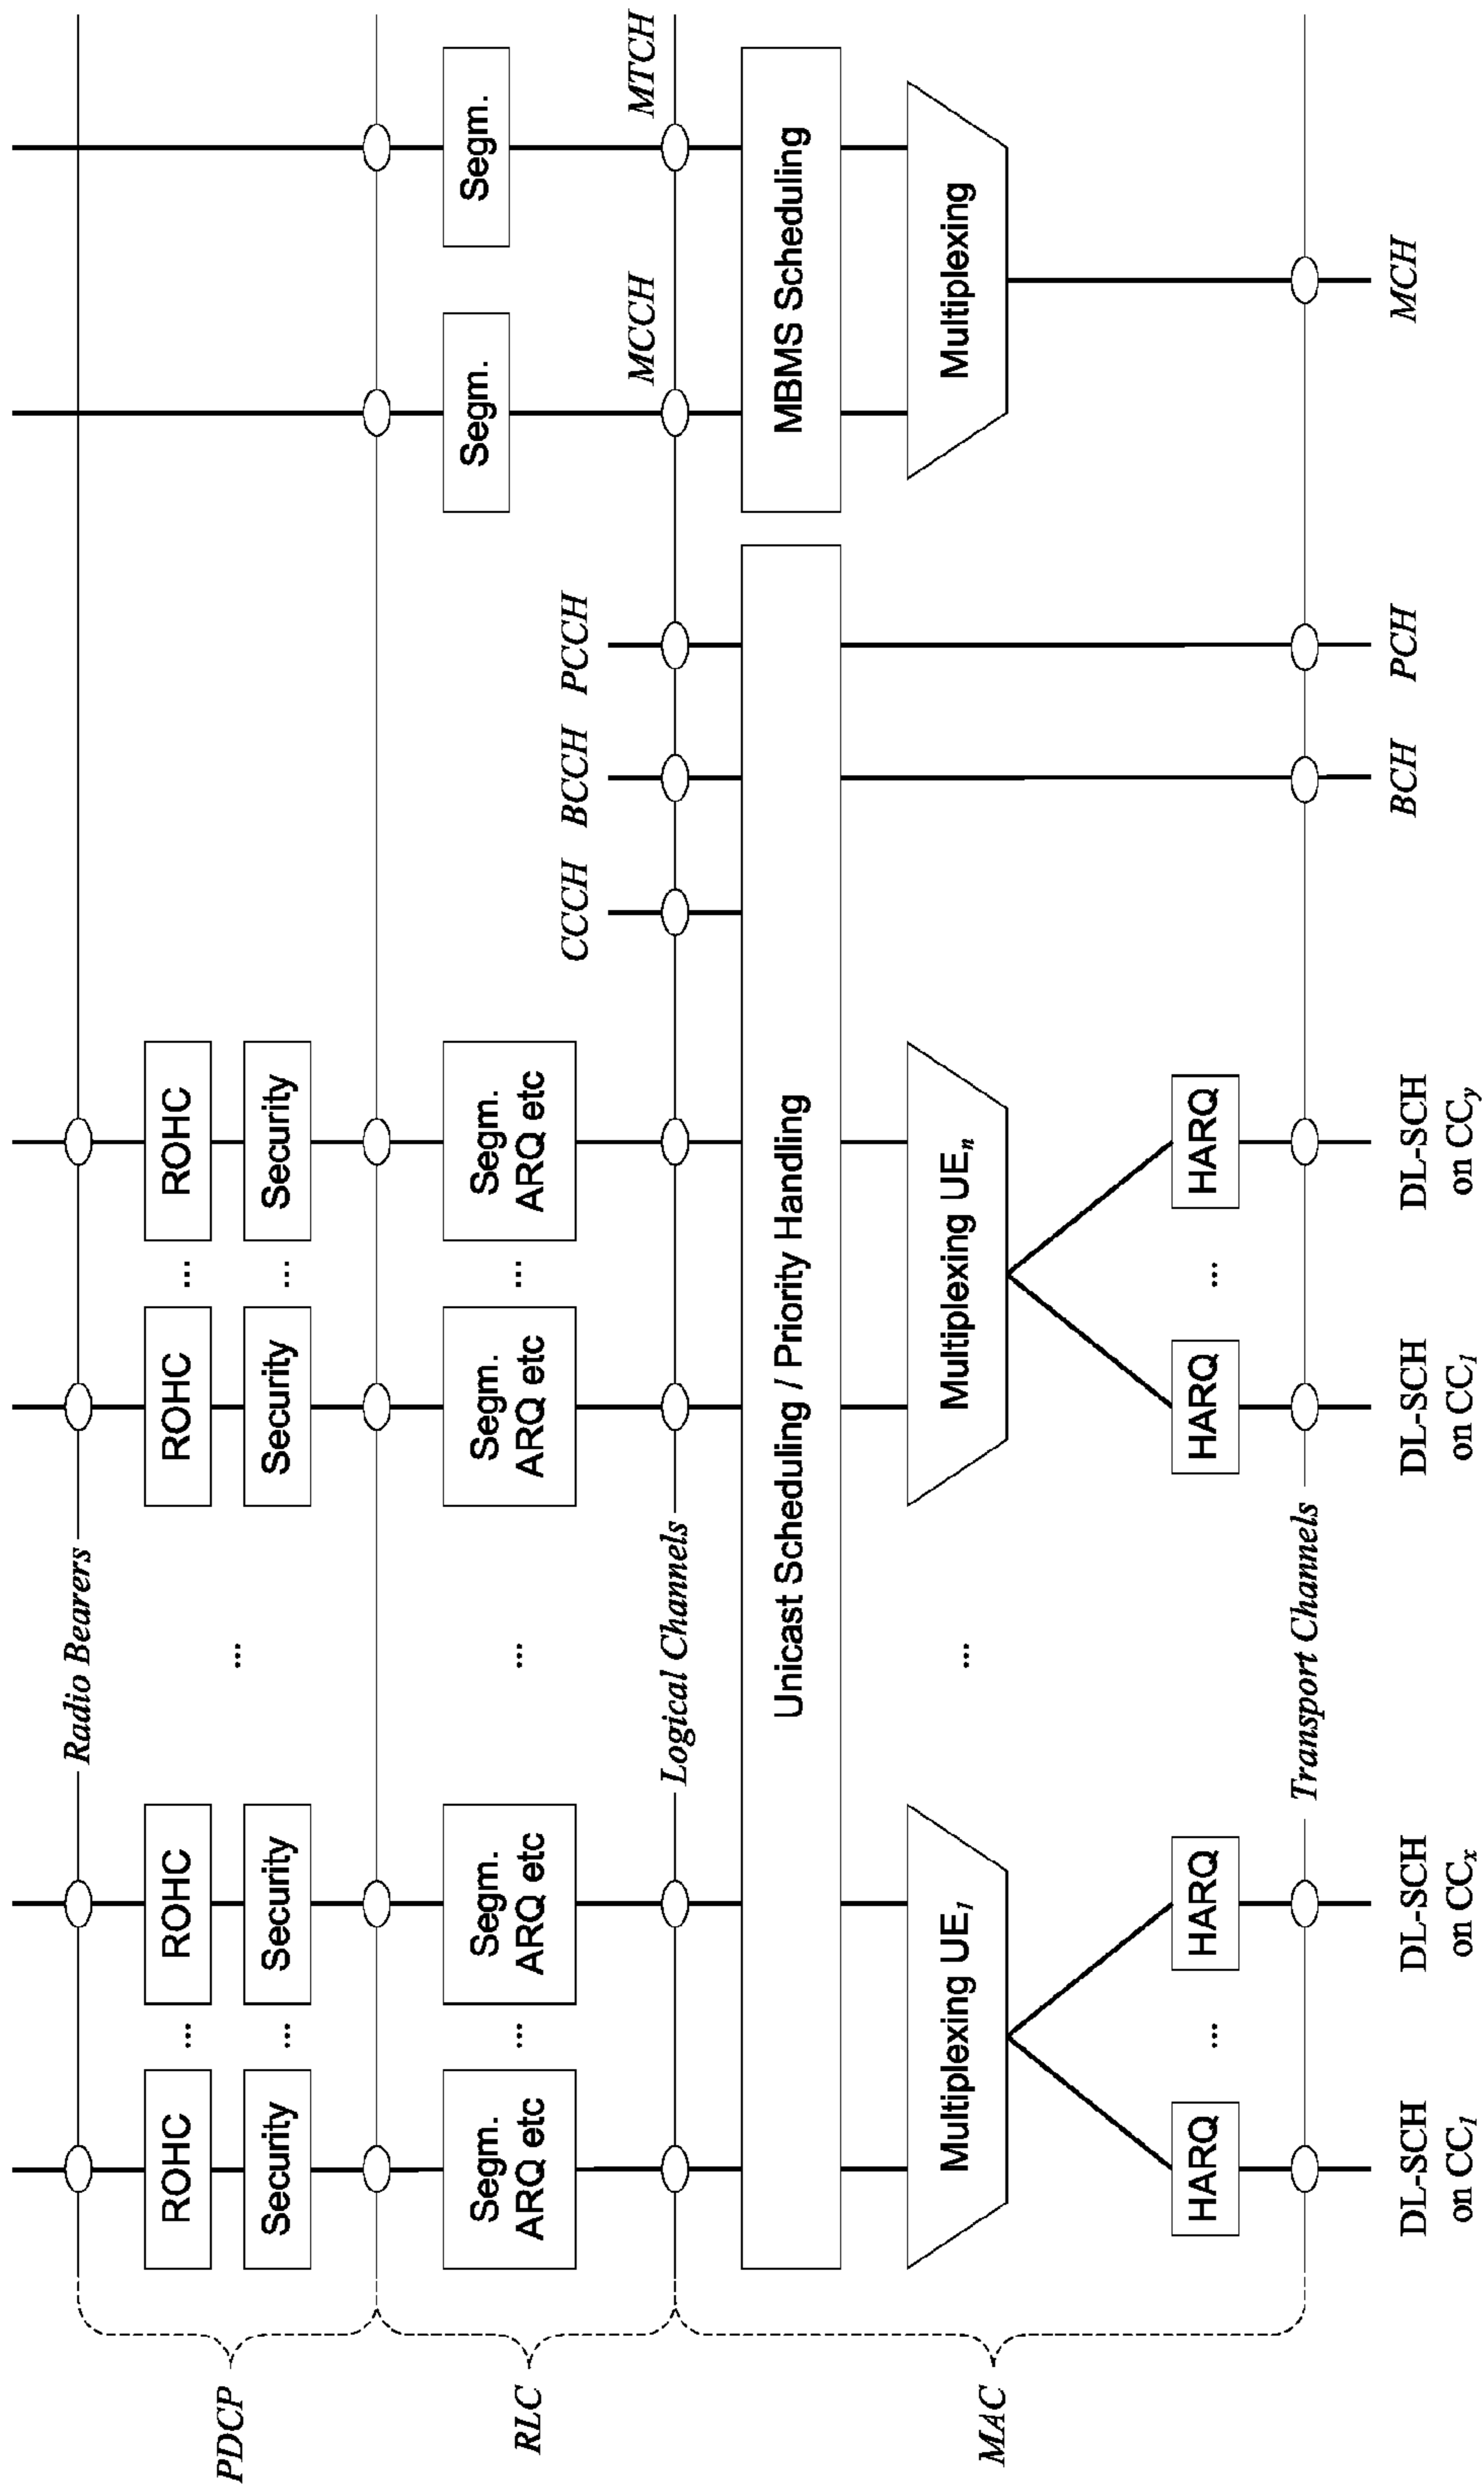 Radio Bearers
ROHC ... ROHC ROHC ... ROHC
PDCP ...
Security ... Security Security ... Security
Segm. Segm. Segm. Segm. Segm. Segm.
RLC ARQ etc ... ARQ etc ... ARQ etc ... ARQ etc
CCCH BCCH PCCH
MCCH MTCH
Logical Channels
Unicast Scheduling / Priority Handling MBMS Scheduling
Multiplexing UE1 ... Multiplexing UEn Multiplexing
MAC
HARQ ... HARQ HARQ ... HARQ
Transport Channels
DL-SCH DL-SCH DL-SCH DL-SCH BCH PCH MCH
on CC1 on CCx on CC1 on CCy